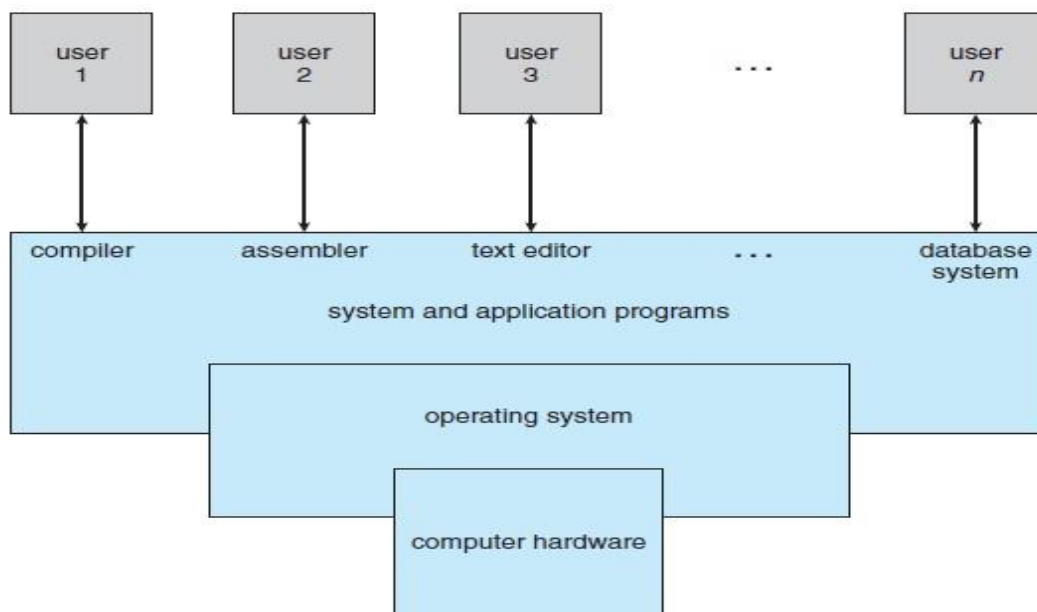 user
1
user
2
user
3
...
user
n
compiler
assembler
text editor
...
database
system
system and application programs
operating system
computer hardware